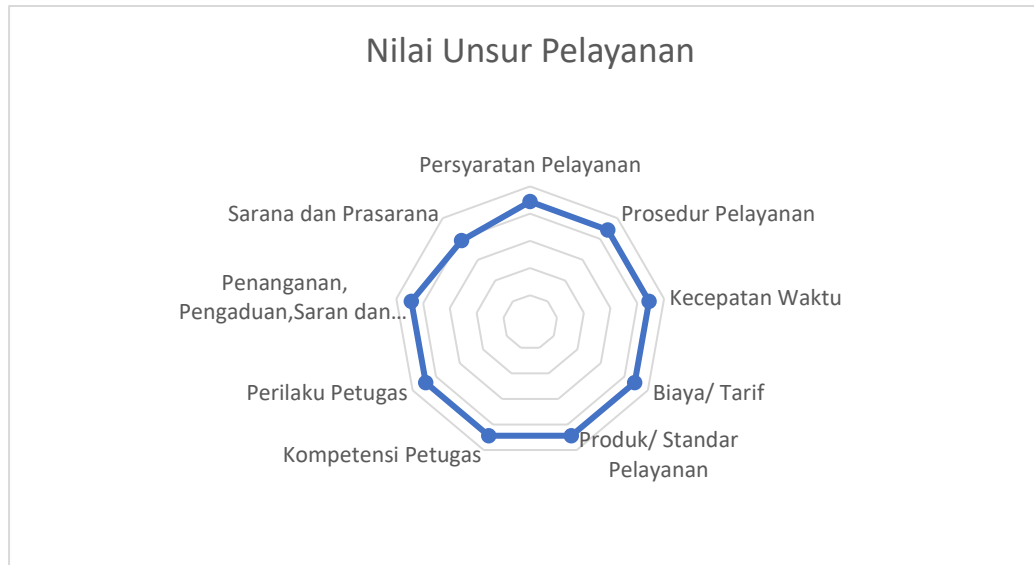 Nilai Unsur Pelayanan
Persyaratan Pelayanan
Prosedur Pelayanan
Kecepatan Waktu
Biaya/ Tarif
Produk/ Standar
Pelayanan
Kompetensi Petugas
Perilaku Petugas
Penanganan,
Pengaduan,Saran dan...
Sarana dan Prasarana